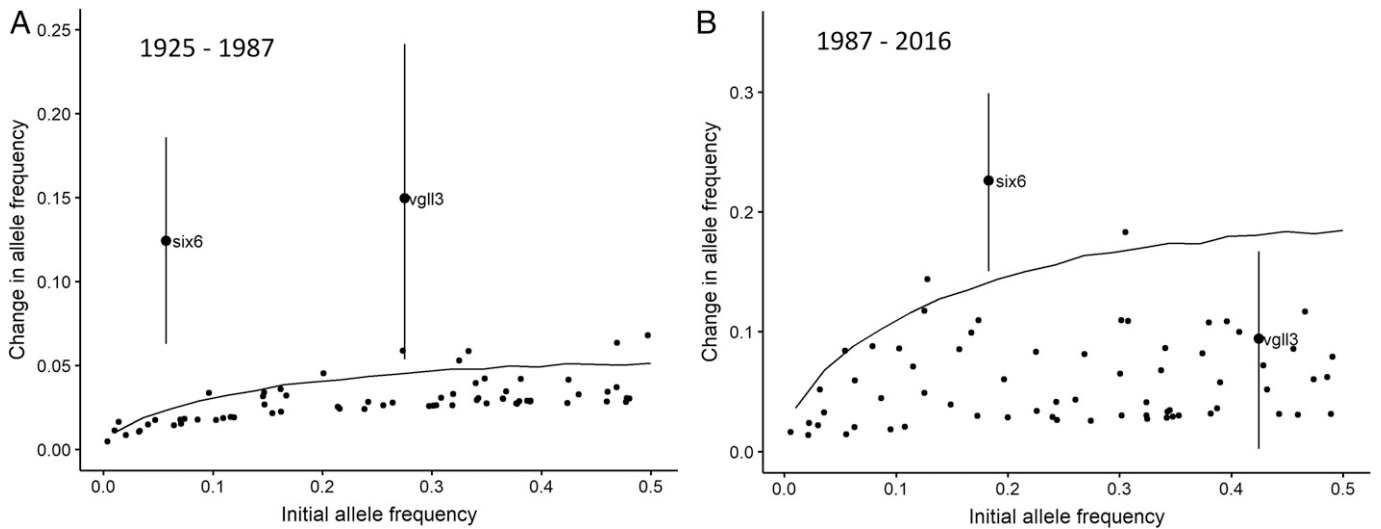 A
1925 - 1987
0.25
0.20
0.15
0.10
0.05
0.00
Change in allele frequency
six6
vgll3
0.0 0.1 0.2 0.3 0.4 0.5
Initial allele frequency
B
1987 - 2016
0.3
0.2
0.1
0.0
Change in allele frequency
six6
vgll3
0.0 0.1 0.2 0.3 0.4 0.5
Initial allele frequency